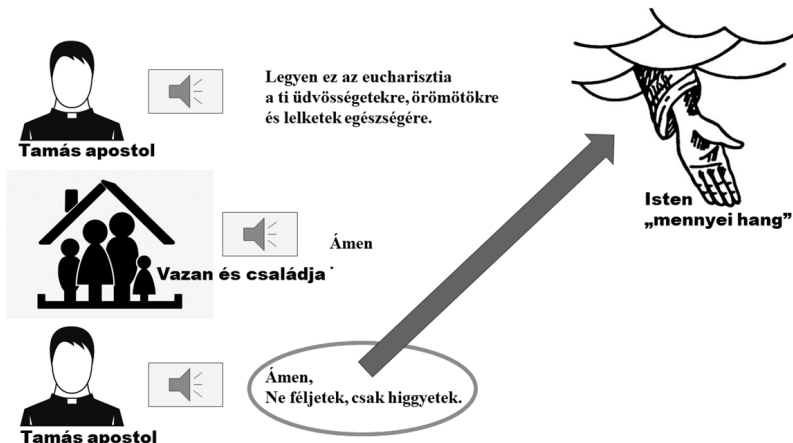 Legyen ez az eucharisztia
a ti üdvösségetekre, örömötökre
és lelketek egészségére.
Tamás apostol
Isten
„mennyei hang”
Ámen
.
Vazan és családja
Ámen,
Ne féljetek, csak higgyetek.
Tamás apostol